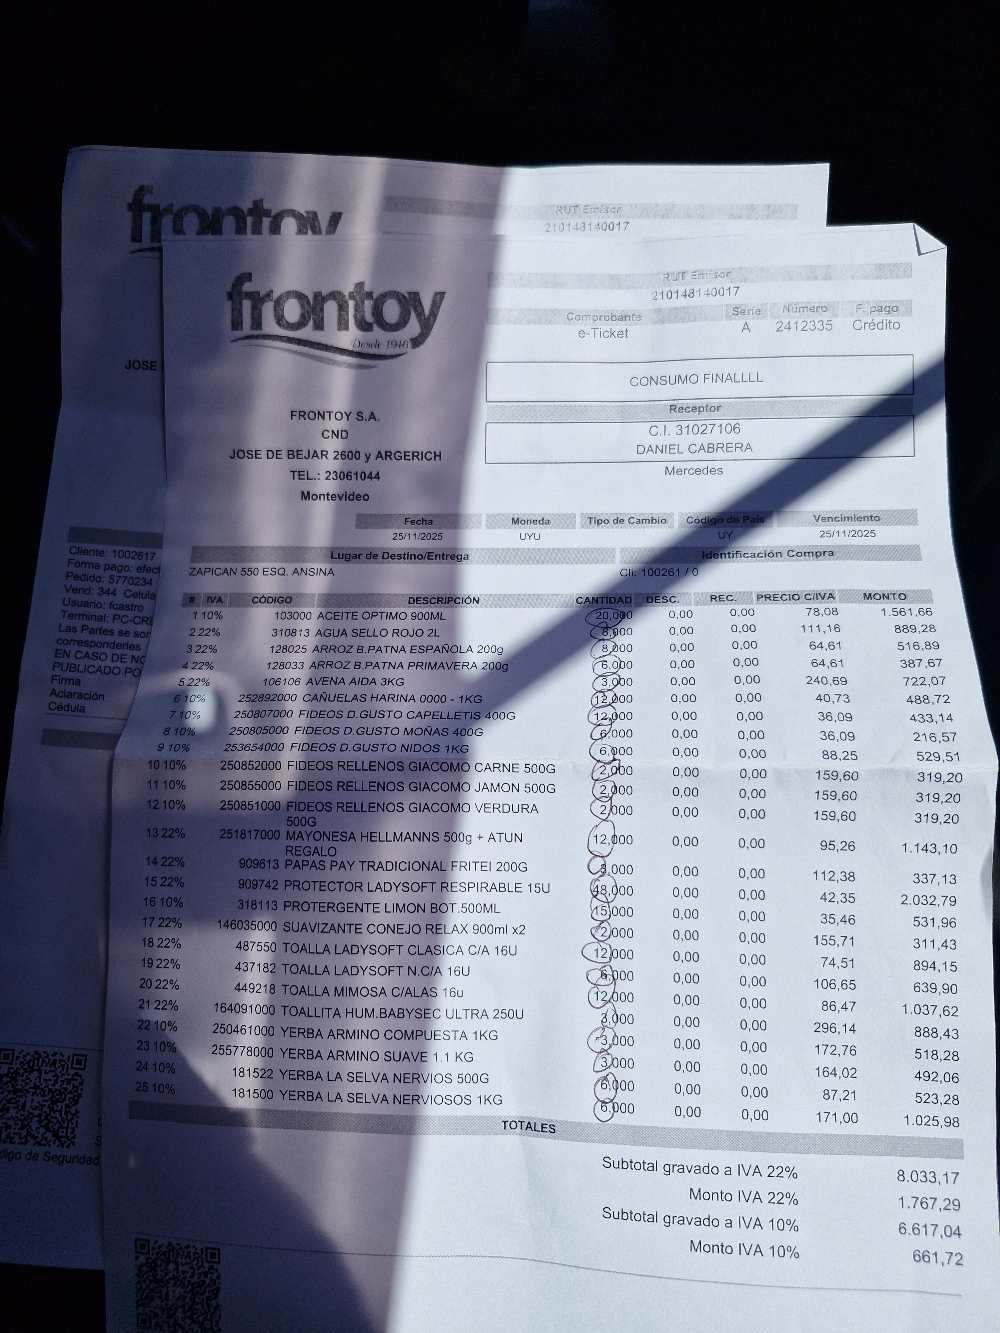 frontoy
RUT Emisor
210148140017
JOSE
Cliente: 1002617
Forma pago: efect
Pedido: 5770234
Vend: 344 Celula
Usuario: fcastro
Terminal: PC-CRE
Las Partes se som
corresponderles
EN CASO DE NO
PUBLICADO PO
Firma
Aclaración
Cédula
digo de Seguridad
frontoy
Desde 1946
RUT Emisor
210148140017
Comprobante Serie Número F. pago
e-Ticket A 2412335 Crédito
CONSUMO FINALLLL
Receptor
C.I. 31027106
DANIEL CABRERA
Mercedes
FRONTOY S.A.
CND
JOSE DE BEJAR 2600 y ARGERICH
TEL.: 23061044
Montevideo
Fecha Moneda Tipo de Cambio Código de País Vencimiento
25/11/2025 UYU UY 25/11/2025
Lugar de Destino/Entrega Identificación Compra
ZAPICAN 550 ESQ. ANSINA Cli: 100261 / 0
# IVA CÓDIGO DESCRIPCIÓN CANTIDAD DESC. REC. PRECIO C/IVA MONTO
1 10% 103000 ACEITE OPTIMO 900ML 20,000 0,00 0,00 78,08 1.561,66
2 22% 310813 AGUA SELLO ROJO 2L 8,000 0,00 0,00 111,16 889,28
3 22% 128025 ARROZ B.PATNA ESPAÑOLA 200g 8,000 0,00 0,00 64,61 516,89
4 22% 128033 ARROZ B.PATNA PRIMAVERA 200g 6,000 0,00 0,00 64,61 387,67
5 22% 106106 AVENA AIDA 3KG 3,000 0,00 0,00 240,69 722,07
6 10% 252892000 CAÑUELAS HARINA 0000 - 1KG 12,000 0,00 0,00 40,73 488,72
7 10% 250807000 FIDEOS D.GUSTO CAPELLETIS 400G 12,000 0,00 0,00 36,09 433,14
8 10% 250805000 FIDEOS D.GUSTO MOÑAS 400G 6,000 0,00 0,00 36,09 216,57
9 10% 253654000 FIDEOS D.GUSTO NIDOS 1KG 6,000 0,00 0,00 88,25 529,51
10 10% 250852000 FIDEOS RELLENOS GIACOMO CARNE 500G 2,000 0,00 0,00 159,60 319,20
11 10% 250855000 FIDEOS RELLENOS GIACOMO JAMON 500G 2,000 0,00 0,00 159,60 319,20
12 10% 250851000 FIDEOS RELLENOS GIACOMO VERDURA 2,000 0,00 0,00 159,60 319,20
500G
13 22% 251817000 MAYONESA HELLMANNS 500g + ATUN 12,000 0,00 0,00 95,26 1.143,10
REGALO
14 22% 909613 PAPAS PAY TRADICIONAL FRITEI 200G 3,000 0,00 0,00 112,38 337,13
15 22% 909742 PROTECTOR LADYSOFT RESPIRABLE 15U 48,000 0,00 0,00 42,35 2.032,79
16 10% 318113 PROTERGENTE LIMON BOT.500ML 15,000 0,00 0,00 35,46 531,96
17 22% 146035000 SUAVIZANTE CONEJO RELAX 900ml x2 2,000 0,00 0,00 155,71 311,43
18 22% 487550 TOALLA LADYSOFT CLASICA C/A 16U 12,000 0,00 0,00 74,51 894,15
19 22% 437182 TOALLA LADYSOFT N.C/A 16U 6,000 0,00 0,00 106,65 639,90
20 22% 449218 TOALLA MIMOSA C/ALAS 16u 12,000 0,00 0,00 86,47 1.037,62
21 22% 164091000 TOALLITA HUM.BABYSEC ULTRA 250U 3,000 0,00 0,00 296,14 888,43
22 10% 250461000 YERBA ARMINO COMPUESTA 1KG 3,000 0,00 0,00 172,76 518,28
23 10% 255778000 YERBA ARMINO SUAVE 1.1 KG 3,000 0,00 0,00 164,02 492,06
24 10% 181522 YERBA LA SELVA NERVIOS 500G 6,000 0,00 0,00 87,21 523,28
25 10% 181500 YERBA LA SELVA NERVIOSOS 1KG 6,000 0,00 0,00 171,00 1.025,98
TOTALES
Subtotal gravado a IVA 22% 8.033,17
Monto IVA 22% 1.767,29
Subtotal gravado a IVA 10% 6.617,04
Monto IVA 10% 661,72